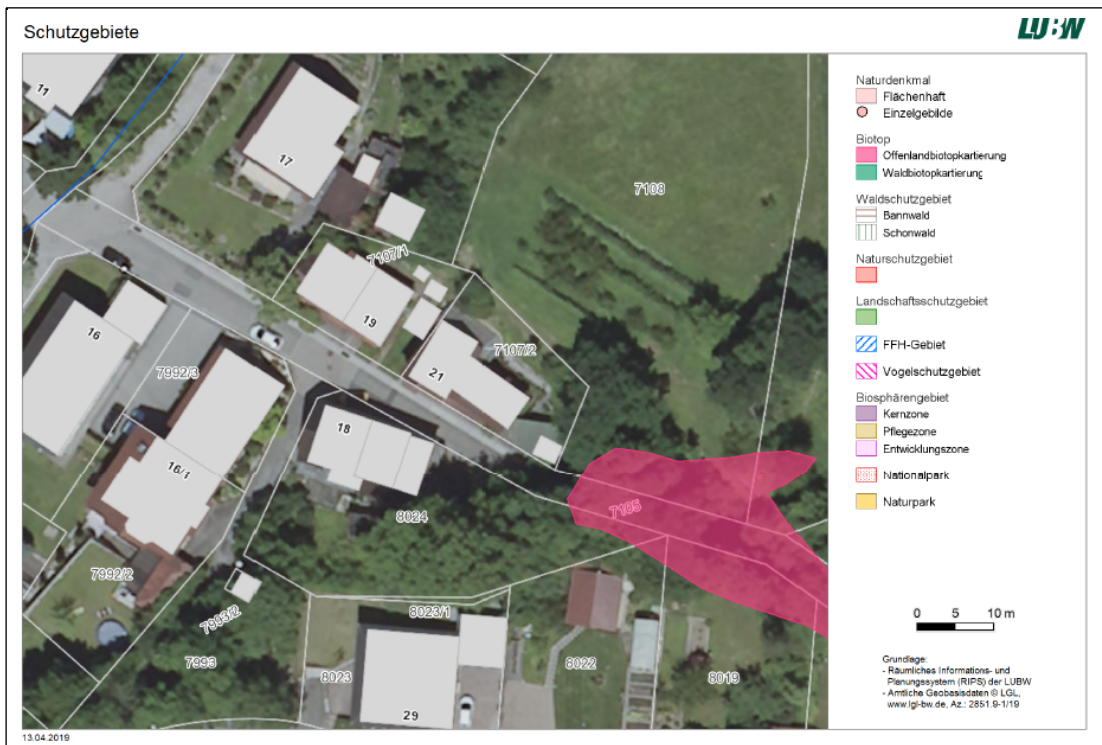 Schutzgebiete
LUBW
Naturdenkmal
Flächenhaft
Einzelgebilde
Biotop
Offenlandbiotopkartierung
Waldbiotopkartierung
Waldschutzgebiet
Bannwald
Schonwald
Naturschutzgebiet
Landschaftsschutzgebiet
FFH-Gebiet
Vogelschutzgebiet
Biosphärengebiet
Kernzone
Pflegezone
Entwicklungszone
Nationalpark
Naturpark
0 5 10 m
Grundlage:
- Räumliches Informations- und
Planungssystem (RIPS) der LUBW
- Amtliche Geobasisdaten © LGL,
www.lgl-bw.de, Az.: 2851.9-1/19
11
17
7108
7107/1
19
16
7992/3
7107/2
21
18
16/1
8024
7105
7992/2
7993/2
8023/1
7993
8023
8022
8019
29
13.04.2019